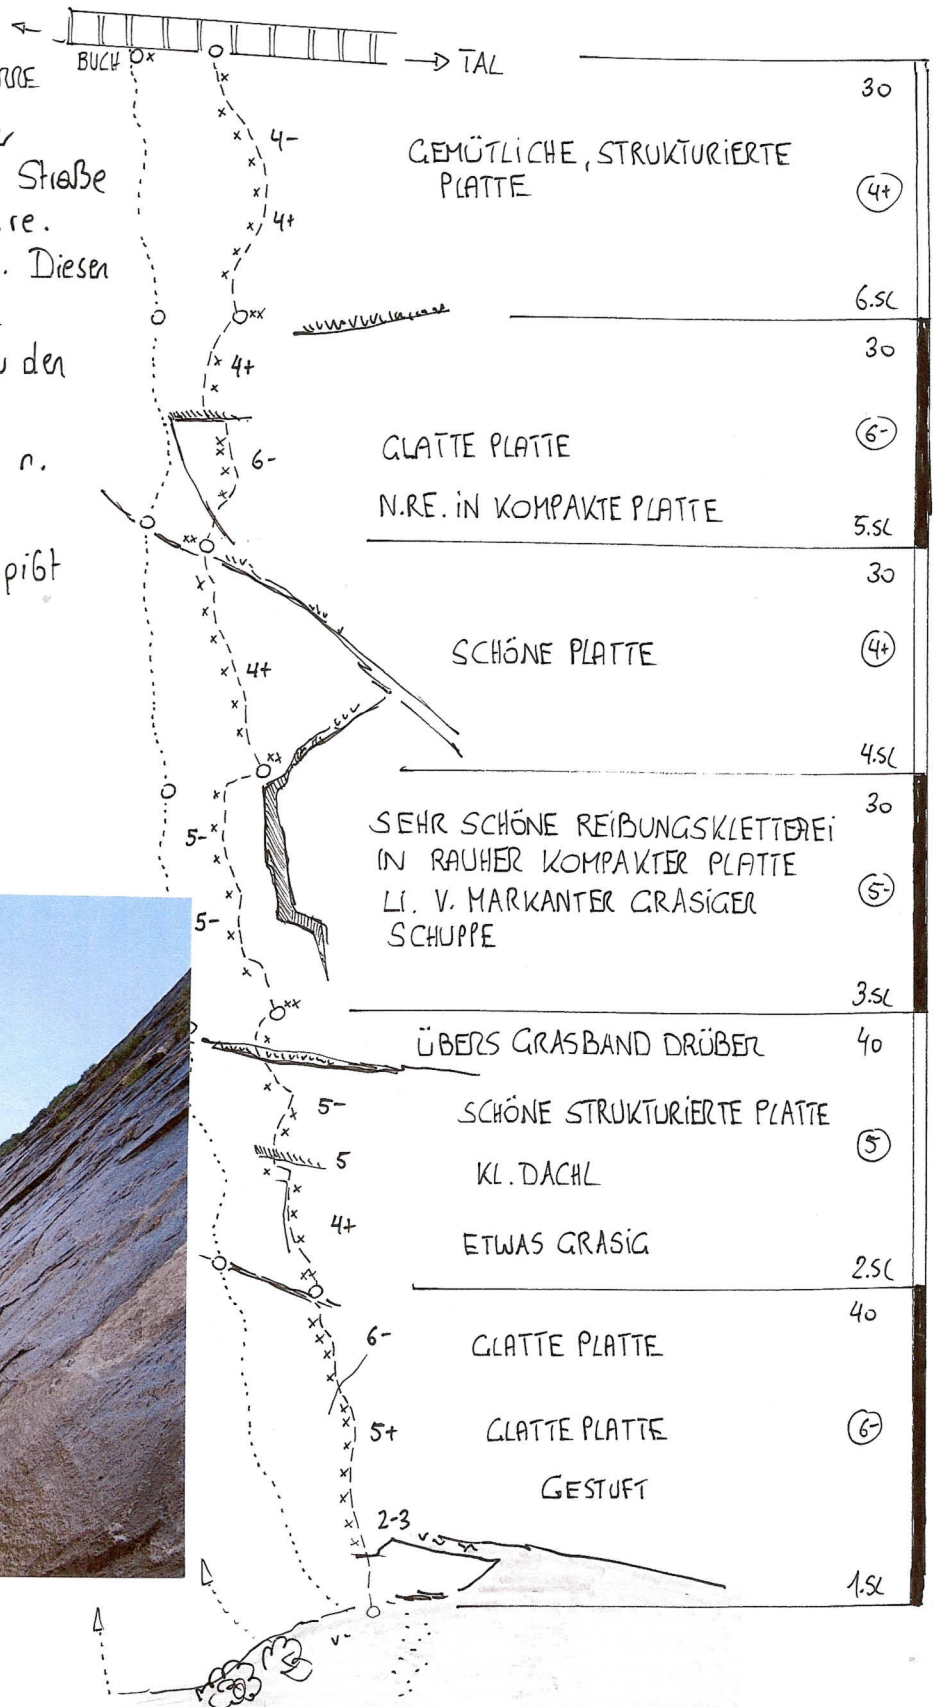 BUCH
TAL
30
4-
GEMÜTLICHE, STRUKTURIERTE
PLATTE
Straße
re.
4+
4+
. Diesen
6.SL
30
den
4+
n.
6-
GLATTE PLATTE
6-
N.RE. IN KOMPAKTE PLATTE
5.SL
30
SCHÖNE PLATTE
4+
4+
4.SL
30
5-
SEHR SCHÖNE REIBUNGSKLETTEREI
IN RAUHER KOMPAKTER PLATTE
5-
LI. V. MARKANTER GRASIGER
5-
SCHUPPE
3.SL
ÜBERS GRASBAND DRÜBER
40
5-
SCHÖNE STRUKTURIERTE PLATTE
5
5
KL. DACHL
4+
ETWAS GRASIG
2.SL
40
6-
GLATTE PLATTE
5+
GLATTE PLATTE
6-
GESTUFT
2-3
1.SL